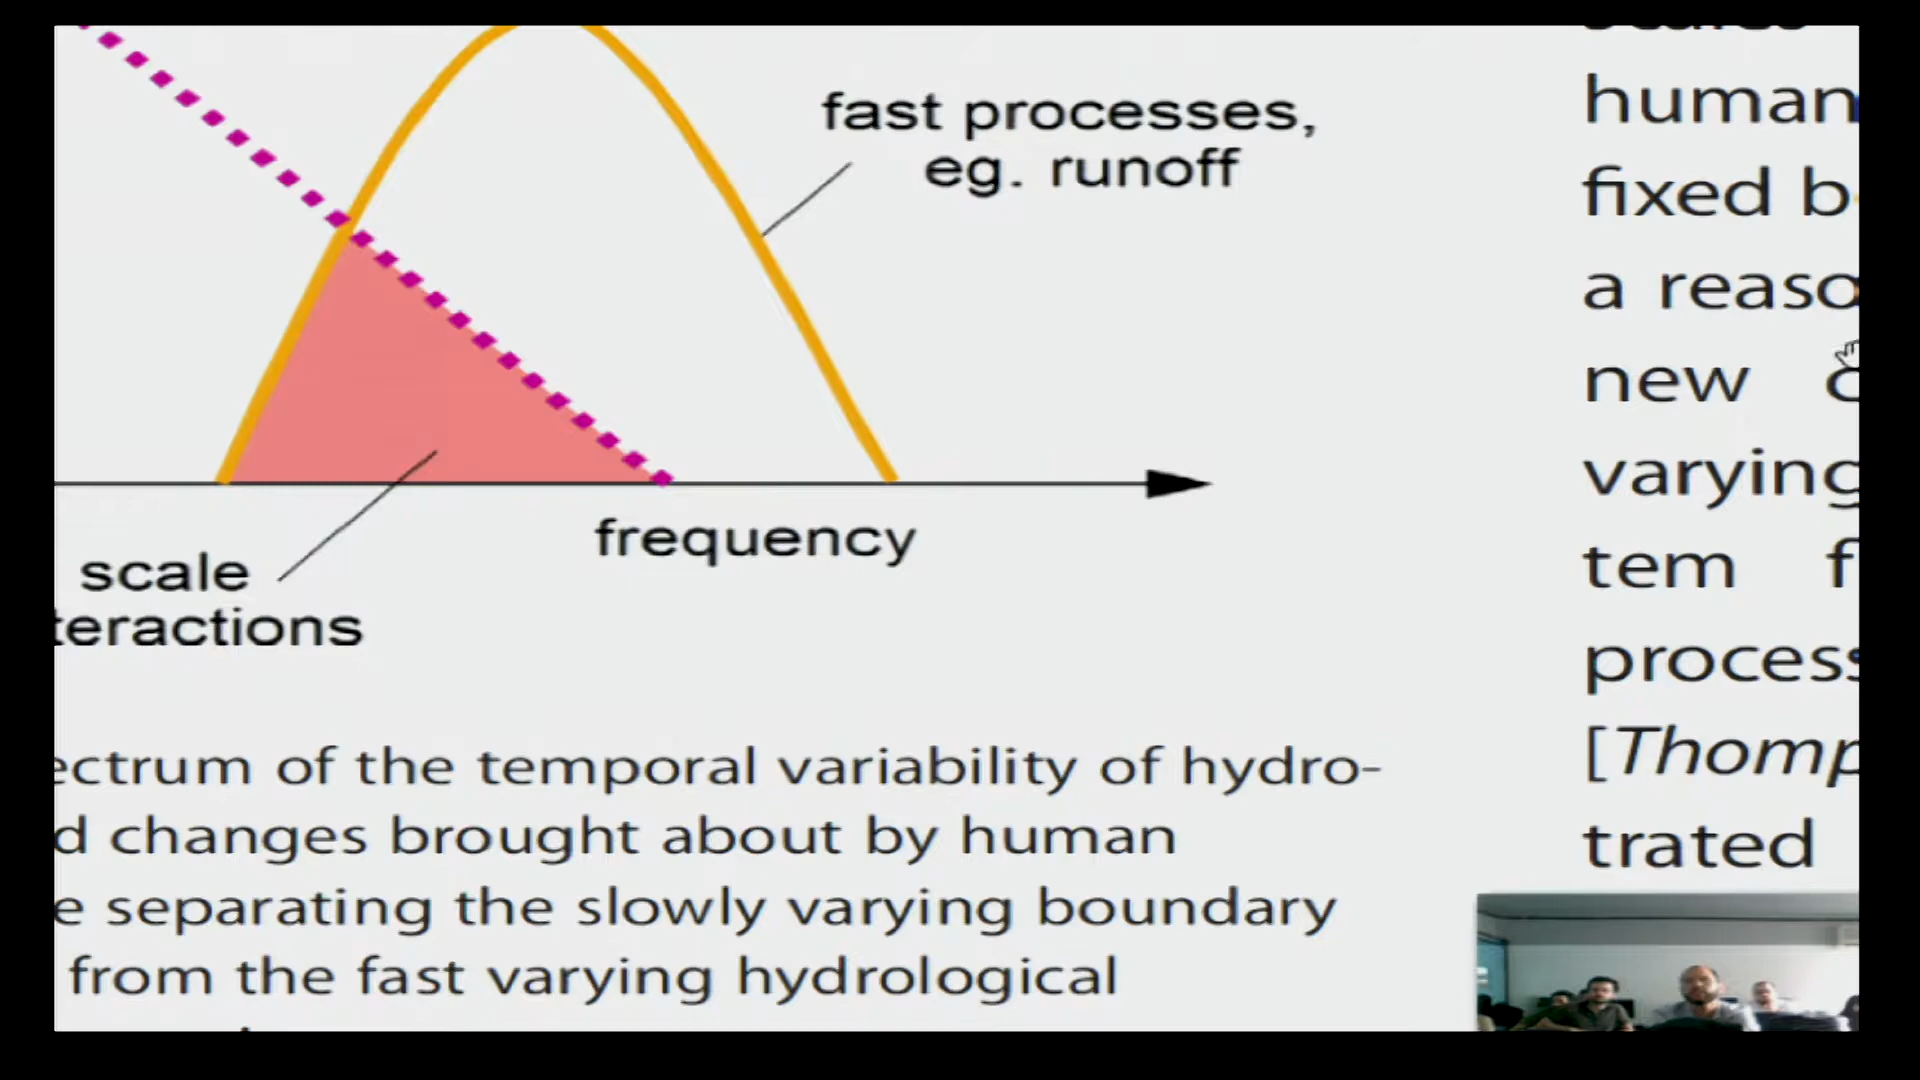 fast processes,
eg. runoff
frequency
scale
teractions
ectrum of the temporal variability of hydro-
d changes brought about by human
e separating the slowly varying boundary
from the fast varying hydrological
human
fixed b
a reaso
new c
varying
tem f
process
[Thomp
trated